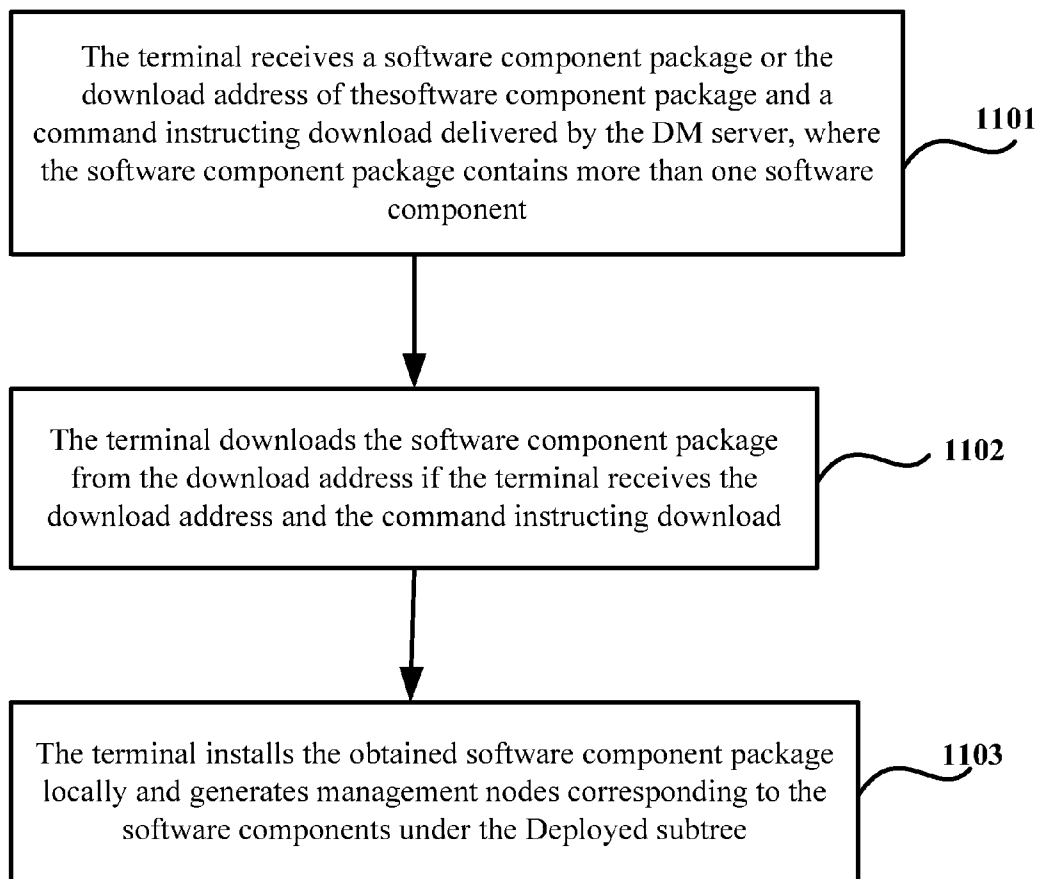 The terminal receives a software component package or the
download address of thesoftware component package and a
command instructing download delivered by the DM server, where
the software component package contains more than one software
component
1101
The terminal downloads the software component package
from the download address if the terminal receives the
download address and the command instructing download
1102
The terminal installs the obtained software component package
locally and generates management nodes corresponding to the
software components under the Deployed subtree
1103